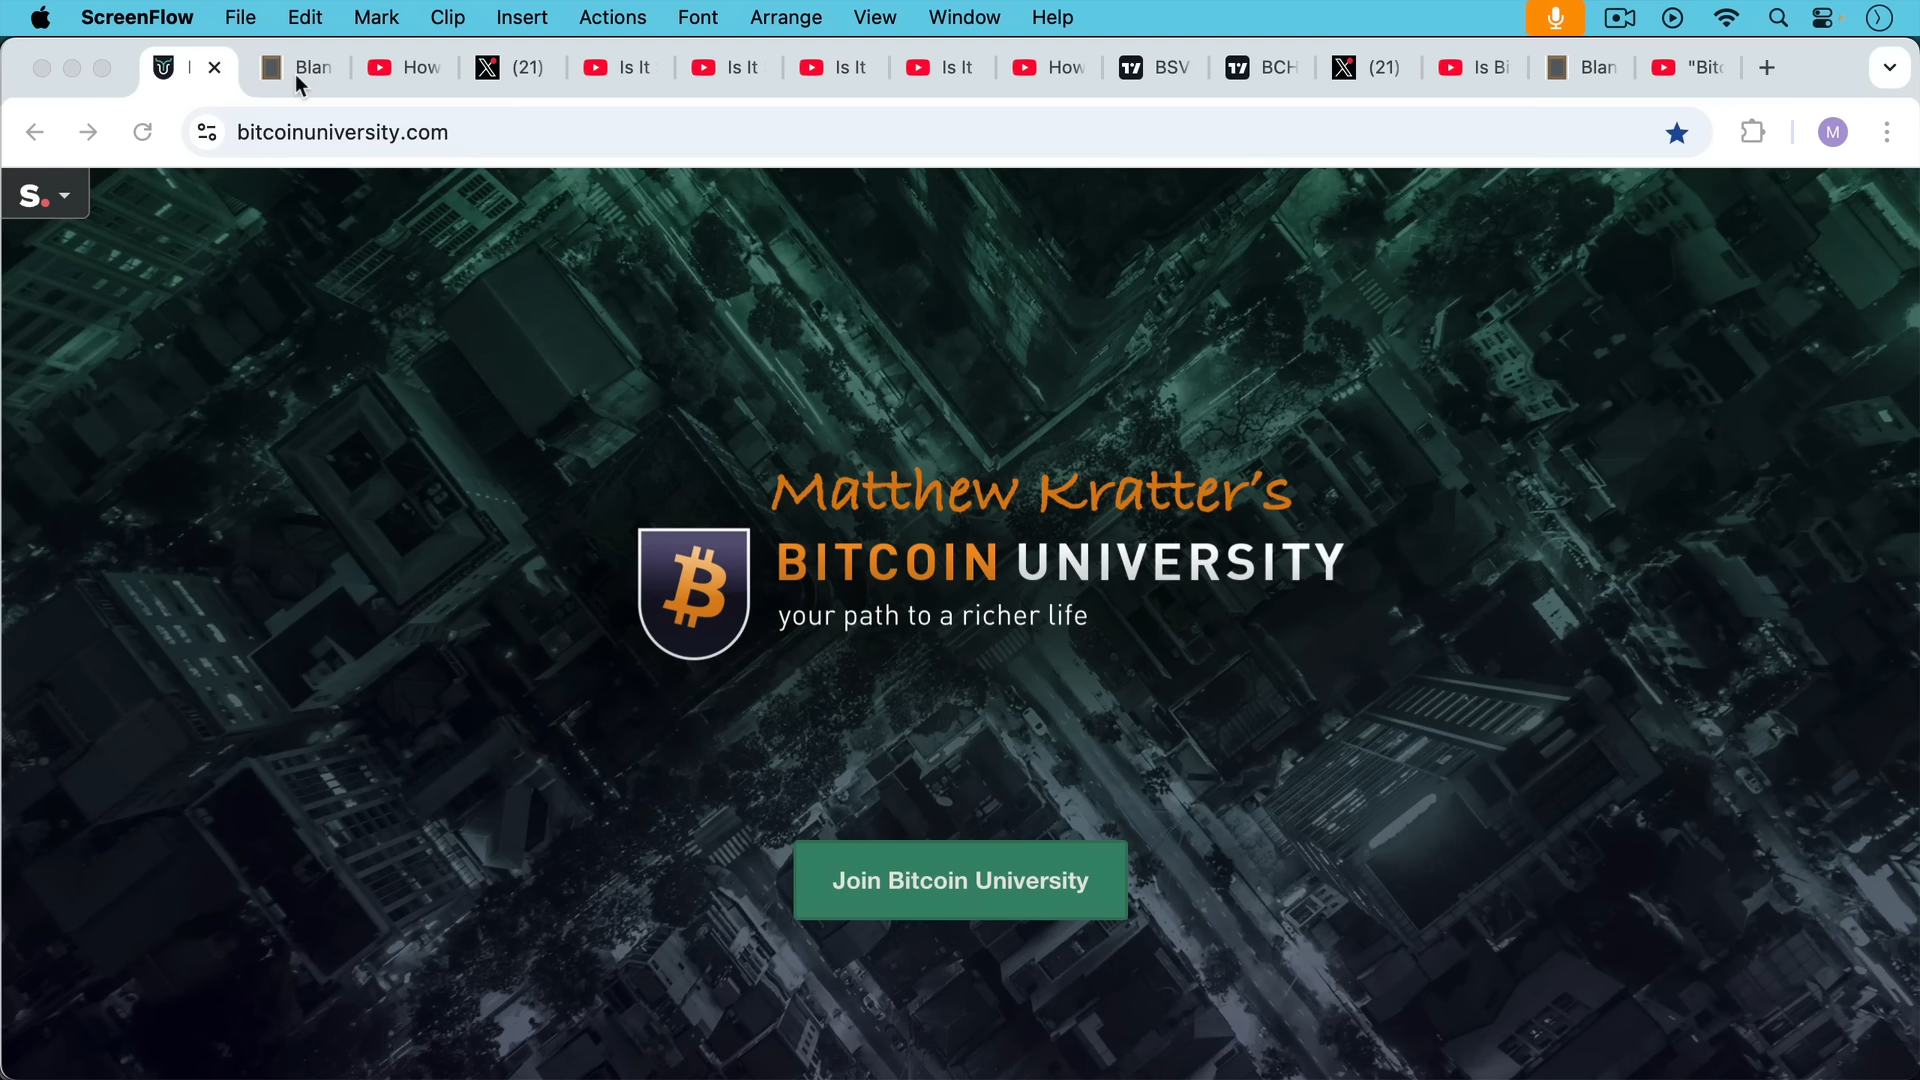 ScreenFlow File Edit Mark Clip Insert Actions Font Arrange View Window Help
Blan How (21) Is It Is It Is It Is It How BSV BCH (21) Is Bi Blan "Bitc
bitcoinuniversity.com M
S.
Matthew Kratter's
BITCOIN UNIVERSITY
your path to a richer life
Join Bitcoin University